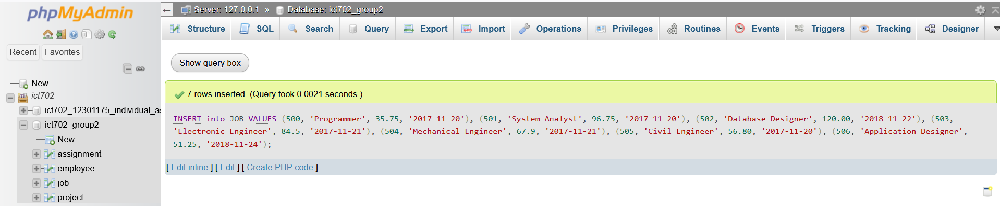 phpMyAdmin
Recent Favorites
New
ict702
ict702_12301175_individual_as
ict702_group2
New
assignment
employee
job
project
Server: 127.0.0.1 » Database: ict702_group2
Structure SQL Search Query Export Import Operations Privileges Routines Events Triggers Tracking Designer
Show query box
7 rows inserted. (Query took 0.0021 seconds.)
INSERT into JOB VALUES (500, 'Programmer', 35.75, '2017-11-20'), (501, 'System Analyst', 96.75, '2017-11-20'), (502, 'Database Designer', 120.00, '2018-11-22'), (503,
'Electronic Engineer', 84.5, '2017-11-21'), (504, 'Mechanical Engineer', 67.9, '2017-11-21'), (505, 'Civil Engineer', 56.80, '2017-11-20'), (506, 'Application Designer',
51.25, '2018-11-24');
[ Edit inline ] [ Edit ] [ Create PHP code ]